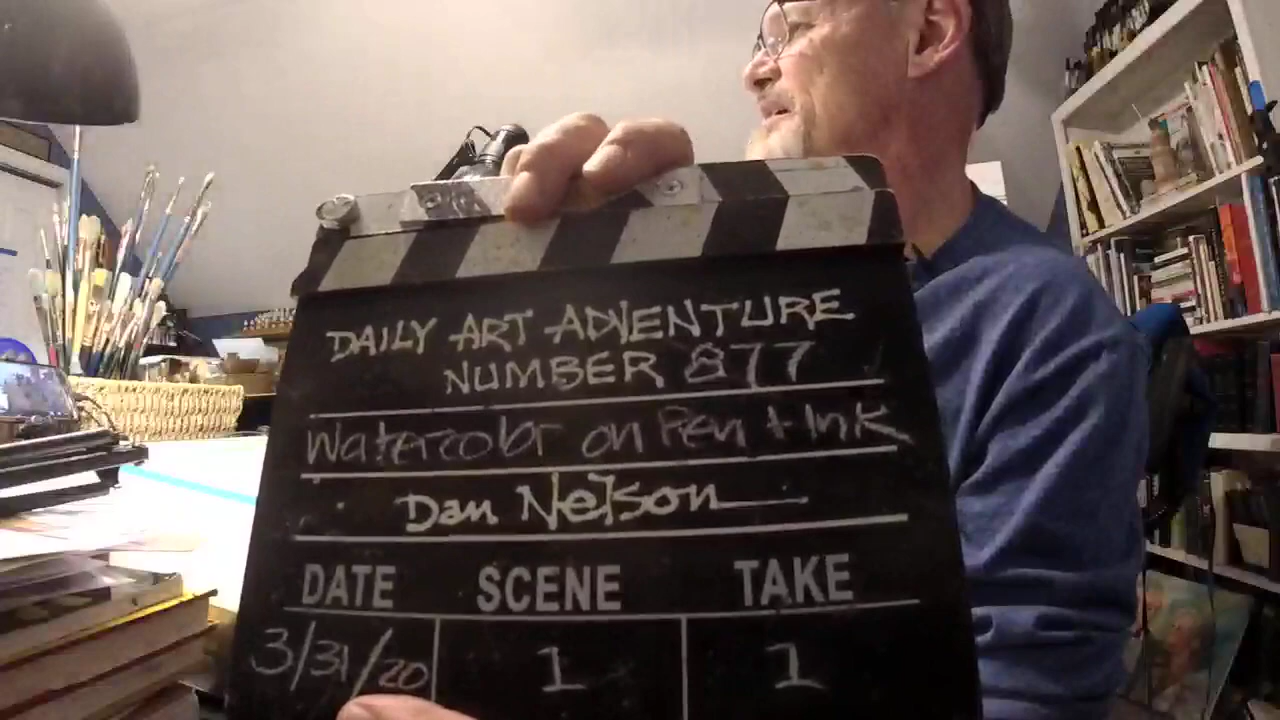 DAILY ART ADVENTURE
NUMBER 877
Watercolor on Pen + Ink
Dan Nelson
DATE SCENE TAKE
3/31/20 1 1